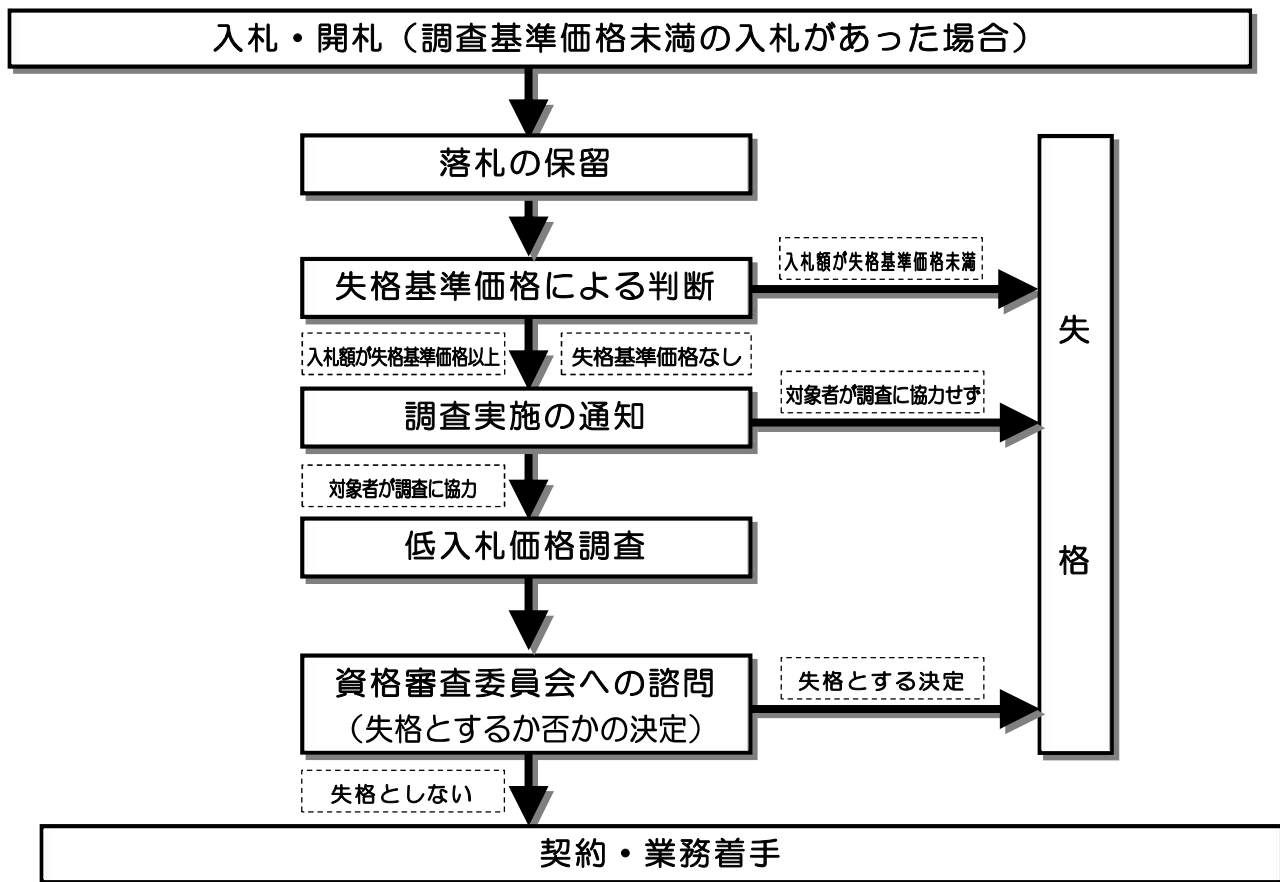 入札・開札（調査基準価格未満の入札があった場合）
落札の保留
失格基準価格による判断
入札額が失格基準価格未満
入札額が失格基準価格以上
失格基準価格なし
調査実施の通知
対象者が調査に協力せず
対象者が調査に協力
低入札価格調査
資格審査委員会への諮問
（失格とするか否かの決定）
失格とする決定
失格としない
失格
契約・業務着手